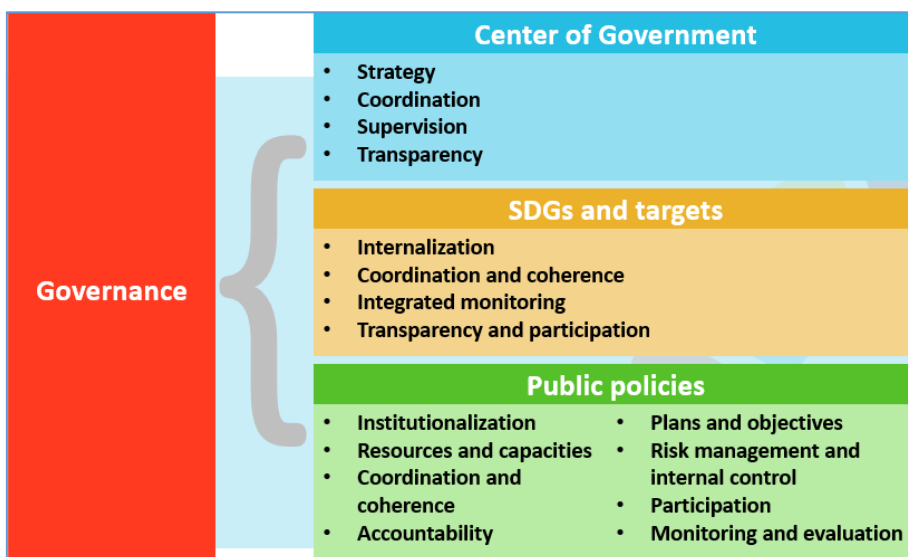 Governance
Center of Government
• Strategy
• Coordination
• Supervision
• Transparency
SDGs and targets
• Internalization
• Coordination and coherence
• Integrated monitoring
• Transparency and participation
Public policies
• Institutionalization
• Resources and capacities
• Coordination and
coherence
• Accountability
• Plans and objectives
• Risk management and
internal control
• Participation
• Monitoring and evaluation